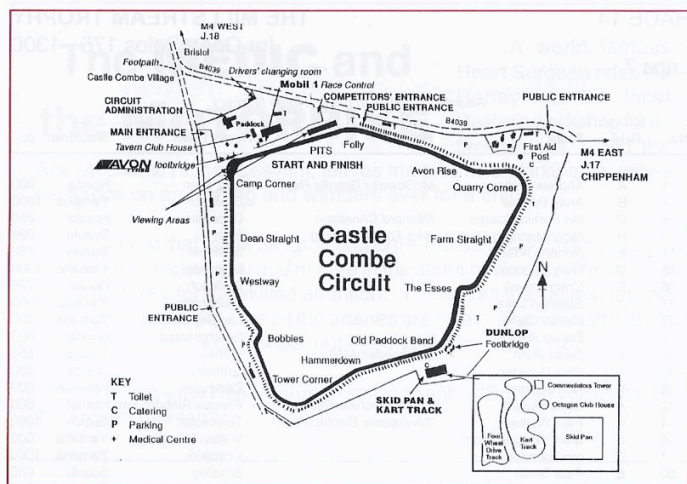 M4 WEST
J.18
Bristol
Footpath
B4039
Castle Combe Village
Drivers' changing room
Mobil 1 Race Control
CIRCUIT
ADMINISTRATION
COMPETITORS' ENTRANCE
PUBLIC ENTRANCE
PUBLIC ENTRANCE
Paddock
T
B4039
MAIN ENTRANCE
Tavern Club House
AVON
TYRES
footbridge
PITS
START AND FINISH
Folly
First Aid
Post
M4 EAST
J.17
CHIPPENHAM
Camp Corner
Avon Rise
Quarry Corner
Viewing Areas
Dean Straight
Castle
Combe
Circuit
Farm Straight
N
Westway
The Esses
PUBLIC
ENTRANCE
Bobbies
Old Paddock Bend
DUNLOP
Footbridge
Hammerdown
Tower Corner
C
SKID PAN &
KART TRACK
KEY
T Toilet
C Catering
P Parking
+ Medical Centre
Commentators Tower
Octagon Club House
Four
Wheel
Drive
Track
Kart
Track
Skid Pan